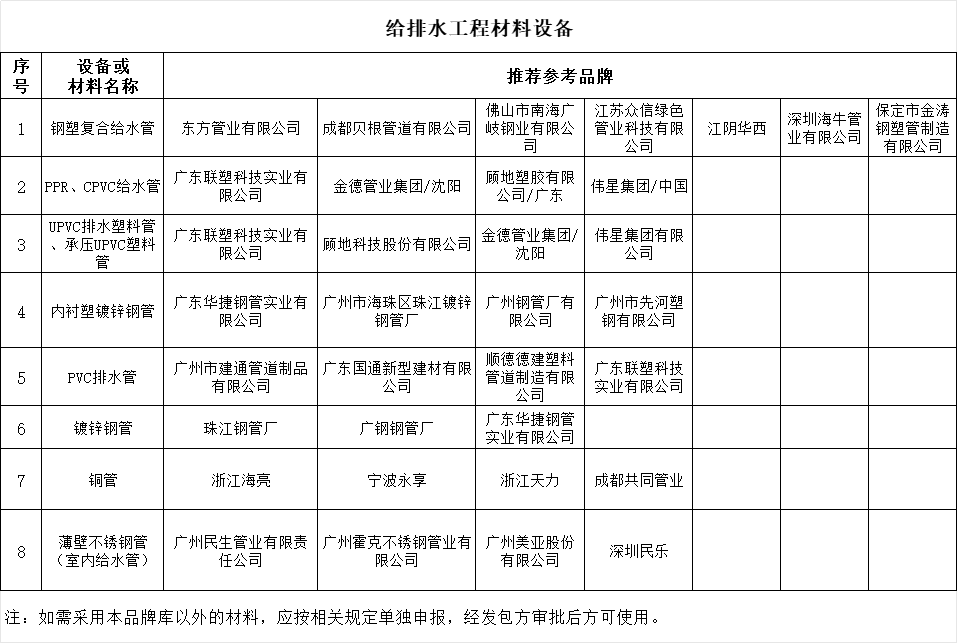 给排水工程材料设备
序
号
设备或
材料名称
推荐参考品牌
1
钢塑复合给水管
东方管业有限公司
成都贝根管道有限公司
佛山市南海广
岐钢业有限公
司
江苏众信绿色
管业科技有限
公司
江阴华西
深圳海牛管
业有限公司
保定市金涛
钢塑管制造
有限公司
2
PPR、CPVC给水管
广东联塑科技实业有
限公司
金德管业集团/沈阳
顾地塑胶有限
公司/广东
伟星集团/中国
3
UPVC排水塑料管
、承压UPVC塑料
管
广东联塑科技实业有
限公司
顾地科技股份有限公司
金德管业集团/
沈阳
伟星集团有限
公司
4
内衬塑镀锌钢管
广东华捷钢管实业有
限公司
广州市海珠区珠江镀锌
钢管厂
广州钢管厂有
限公司
广州市先河塑
钢有限公司
5
PVC排水管
广州市建通管道制品
有限公司
广东国通新型建材有限
公司
顺德德建塑料
管道制造有限
公司
广东联塑科技
实业有限公司
6
镀锌钢管
珠江钢管厂
广钢钢管厂
广东华捷钢管
实业有限公司
7
铜管
浙江海亮
宁波永享
浙江天力
成都共同管业
8
薄壁不锈钢管
（室内给水管）
广州民生管业有限责
任公司
广州霍克不锈钢管业有
限公司
广州美亚股份
有限公司
深圳民乐
注：如需采用本品牌库以外的材料，应按相关规定单独申报，经发包方审批后方可使用。